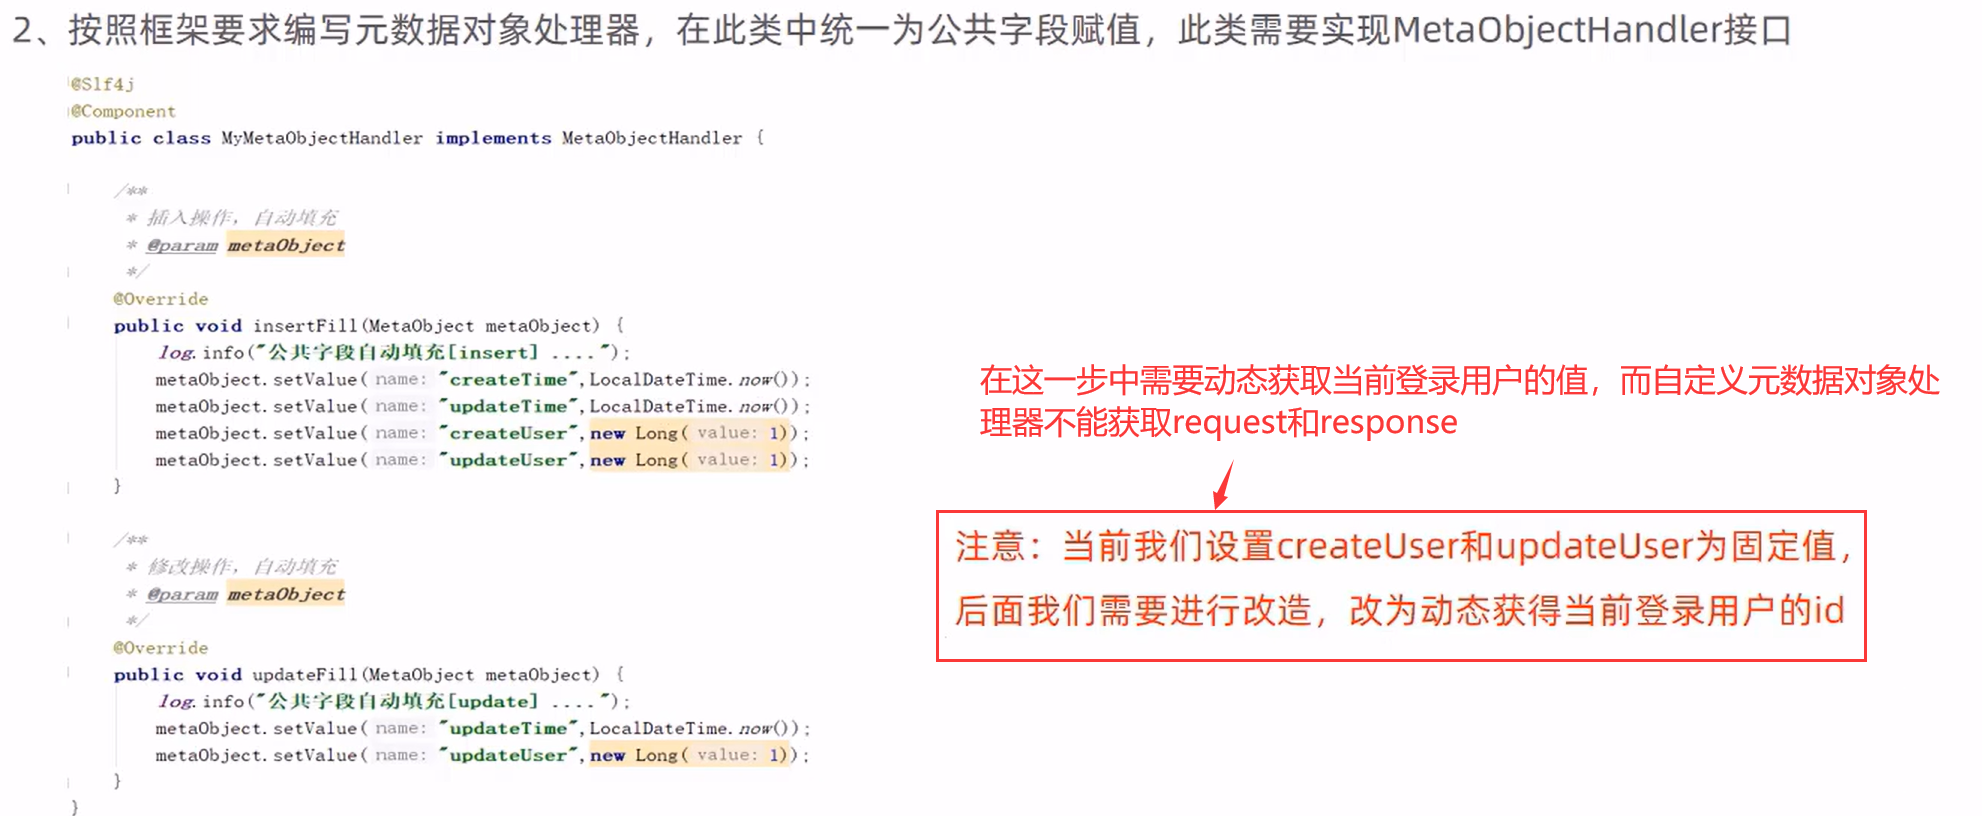 2、按照框架要求编写元数据对象处理器，在此类中统一为公共字段赋值，此类需要实现MetaObjectHandler接口
@Slf4j
@Component
public class MyMetaObjectHandler implements MetaObjectHandler {
/**
* 插入操作，自动填充
* @param metaObject
*/
@Override
public void insertFill(MetaObject metaObject) {
log.info("公共字段自动填充[insert] ....");
metaObject.setValue( name: "createTime",LocalDateTime.now());
metaObject.setValue( name: "updateTime",LocalDateTime.now());
metaObject.setValue( name: "createUser",new Long( value: 1));
metaObject.setValue( name: "updateUser",new Long( value: 1));
}
/**
* 修改操作，自动填充
* @param metaObject
*/
@Override
public void updateFill(MetaObject metaObject) {
log.info("公共字段自动填充[update] ....");
metaObject.setValue( name: "updateTime",LocalDateTime.now());
metaObject.setValue( name: "updateUser",new Long( value: 1));
}
}
在这一步中需要动态获取当前登录用户的值，而自定义元数据对象处
理器不能获取request和response
注意：当前我们设置createUser和updateUser为固定值，
后面我们需要进行改造，改为动态获得当前登录用户的id